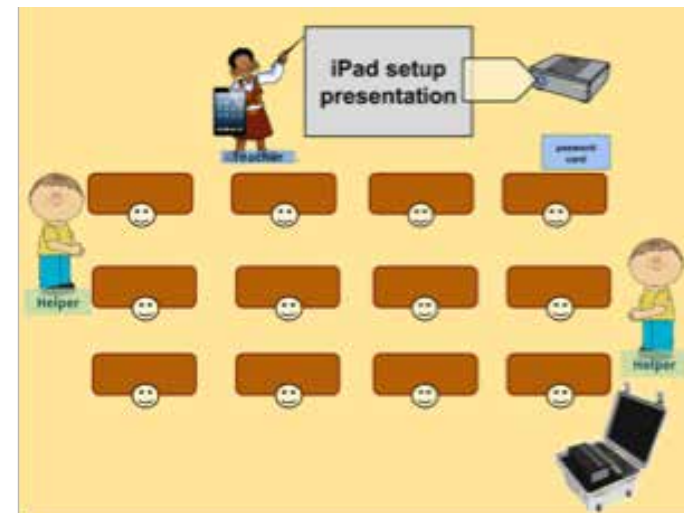 iPad setup
presentation
Teacher
password
card
Helper
Helper